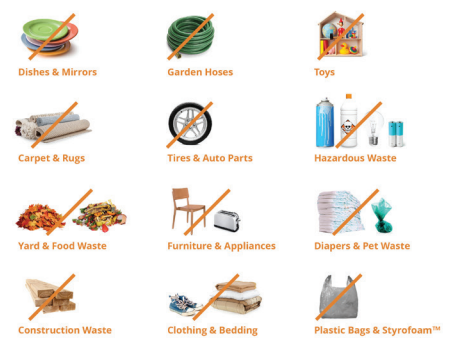 Dishes & Mirrors
Garden Hoses
Toys
Carpet & Rugs
Tires & Auto Parts
Hazardous Waste
Yard & Food Waste
Furniture & Appliances
Diapers & Pet Waste
Construction Waste
Clothing & Bedding
Plastic Bags & Styrofoam™